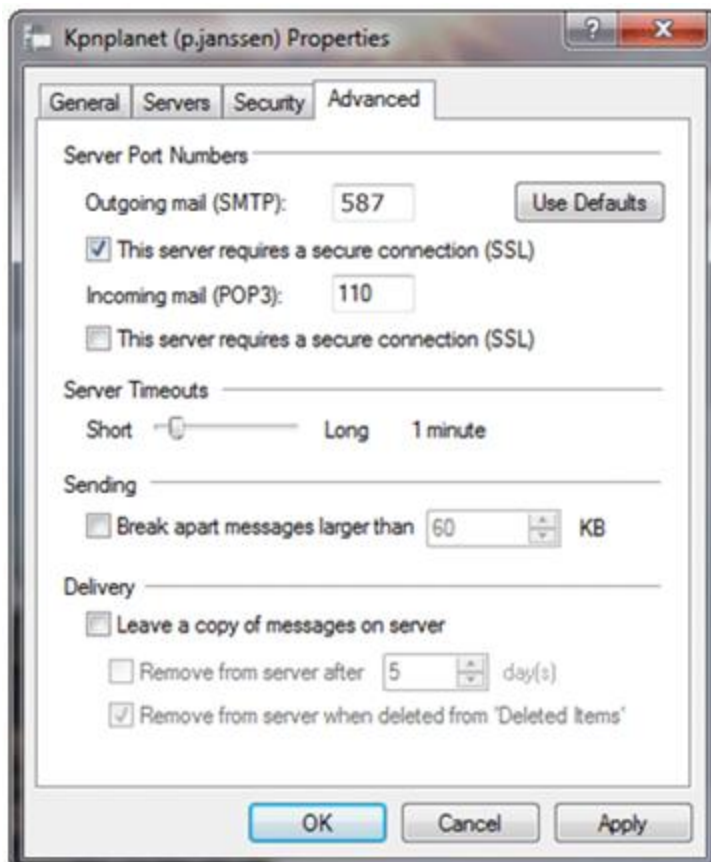 Kpnplanet (p.janssen) Properties
General Servers Security Advanced
Server Port Numbers
Outgoing mail (SMTP): 587 Use Defaults
This server requires a secure connection (SSL)
Incoming mail (POP3): 110
This server requires a secure connection (SSL)
Server Timeouts
Short Long 1 minute
Sending
Break apart messages larger than 60 KB
Delivery
Leave a copy of messages on server
Remove from server after 5 day(s)
Remove from server when deleted from 'Deleted Items'
OK Cancel Apply